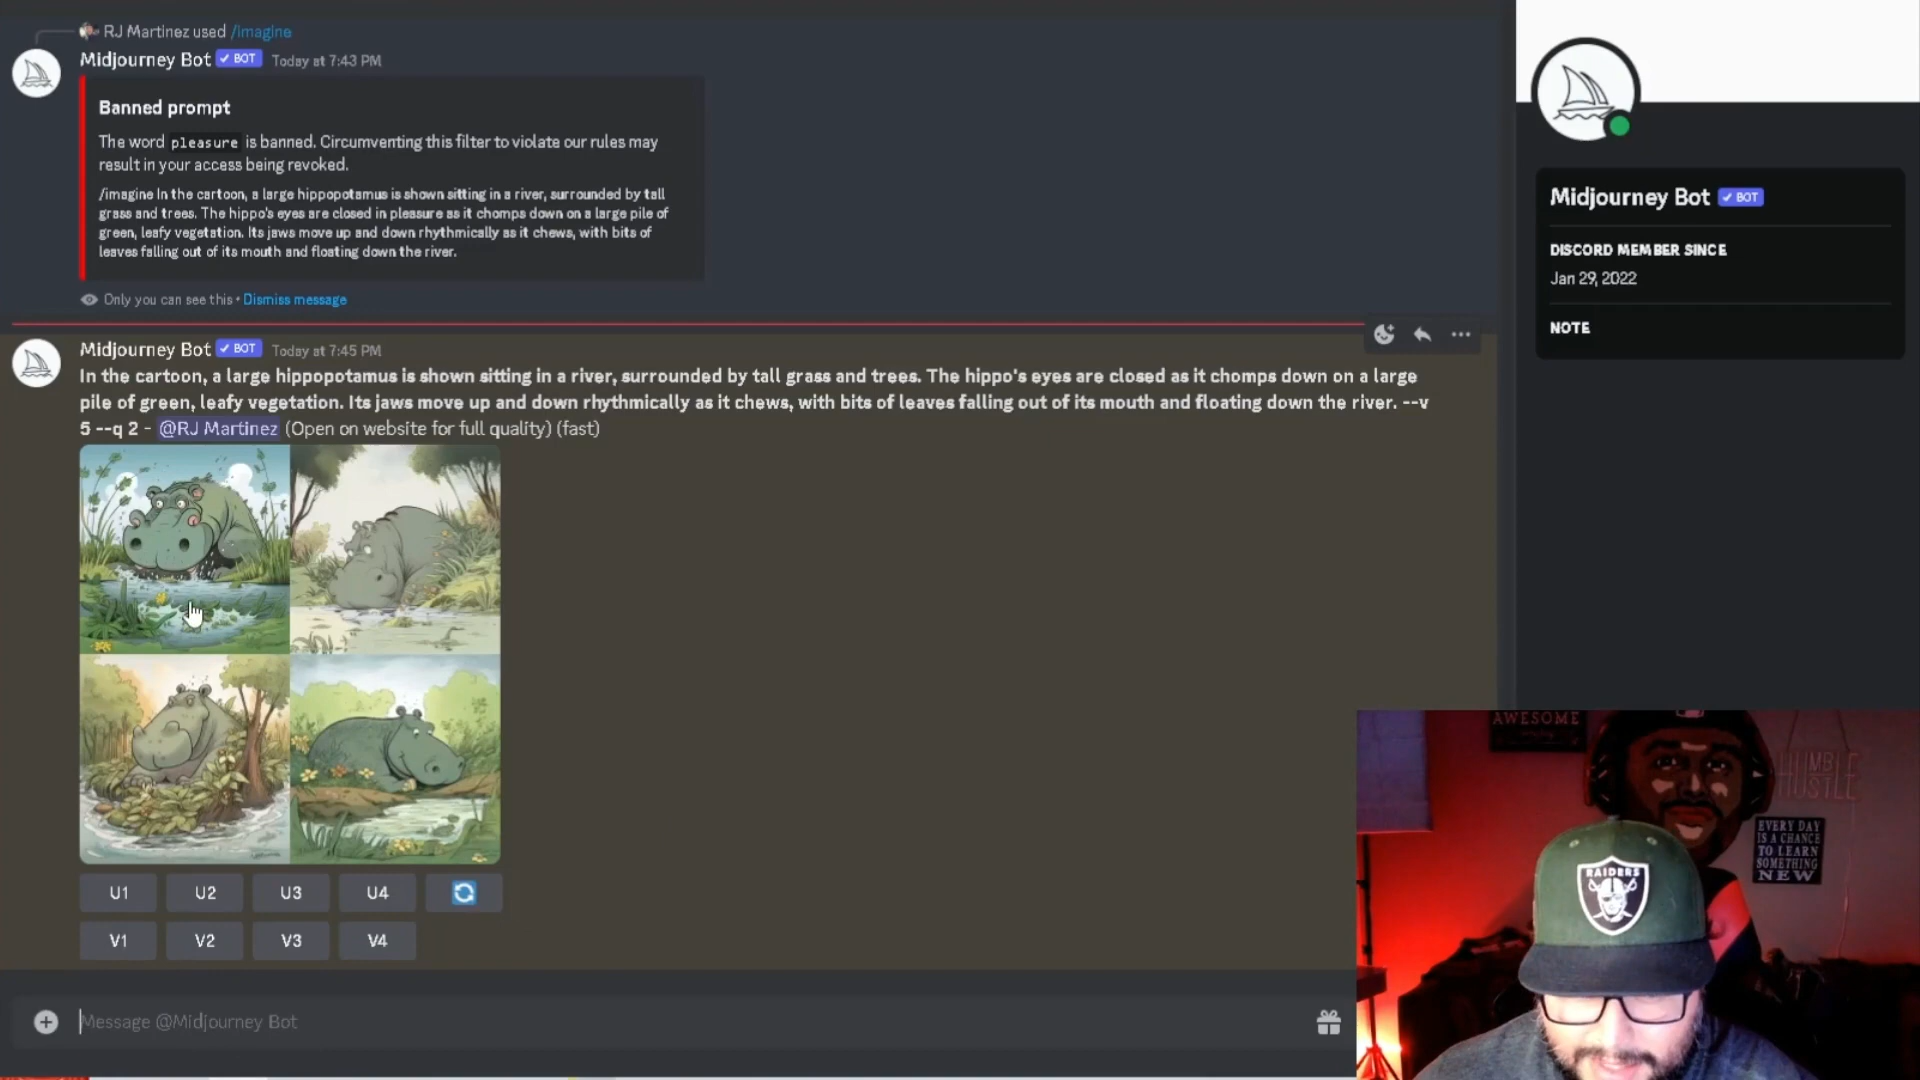 RJ Martinez used /imagine
Midjourney Bot ✓ BOT Today at 7:43 PM
Banned prompt
The word pleasure is banned. Circumventing this filter to violate our rules may
result in your access being revoked.
/imagine In the cartoon, a large hippopotamus is shown sitting in a river, surrounded by tall
grass and trees. The hippo's eyes are closed in pleasure as it chomps down on a large pile of
green, leafy vegetation. Its jaws move up and down rhythmically as it chews, with bits of
leaves falling out of its mouth and floating down the river.
Only you can see this • Dismiss message
Midjourney Bot ✓ BOT Today at 7:45 PM
In the cartoon, a large hippopotamus is shown sitting in a river, surrounded by tall grass and trees. The hippo's eyes are closed as it chomps down on a large
pile of green, leafy vegetation. Its jaws move up and down rhythmically as it chews, with bits of leaves falling out of its mouth and floating down the river. --v
5 --q 2 - @RJ Martinez (Open on website for full quality) (fast)
U1 U2 U3 U4
V1 V2 V3 V4
Message @Midjourney Bot
Midjourney Bot ✓ BOT
DISCORD MEMBER SINCE
Jan 29, 2022
NOTE
AWESOME
HUMBLE
HUSTLE
EVERY DAY
IS A CHANCE
TO LEARN
SOMETHING
NEW
RAIDERS